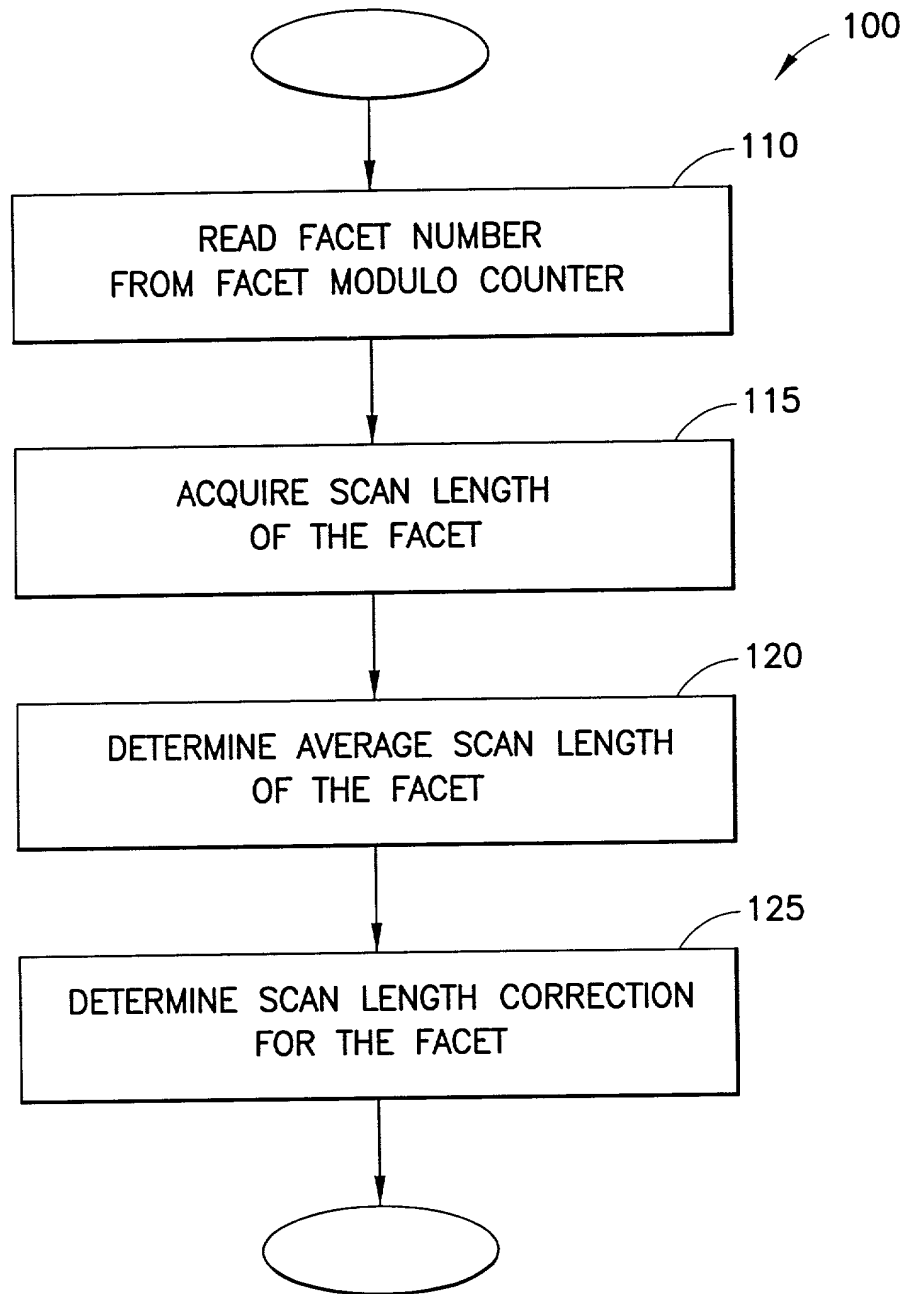 100
110
READ FACET NUMBER
FROM FACET MODULO COUNTER
115
ACQUIRE SCAN LENGTH
OF THE FACET
120
DETERMINE AVERAGE SCAN LENGTH
OF THE FACET
125
DETERMINE SCAN LENGTH CORRECTION
FOR THE FACET